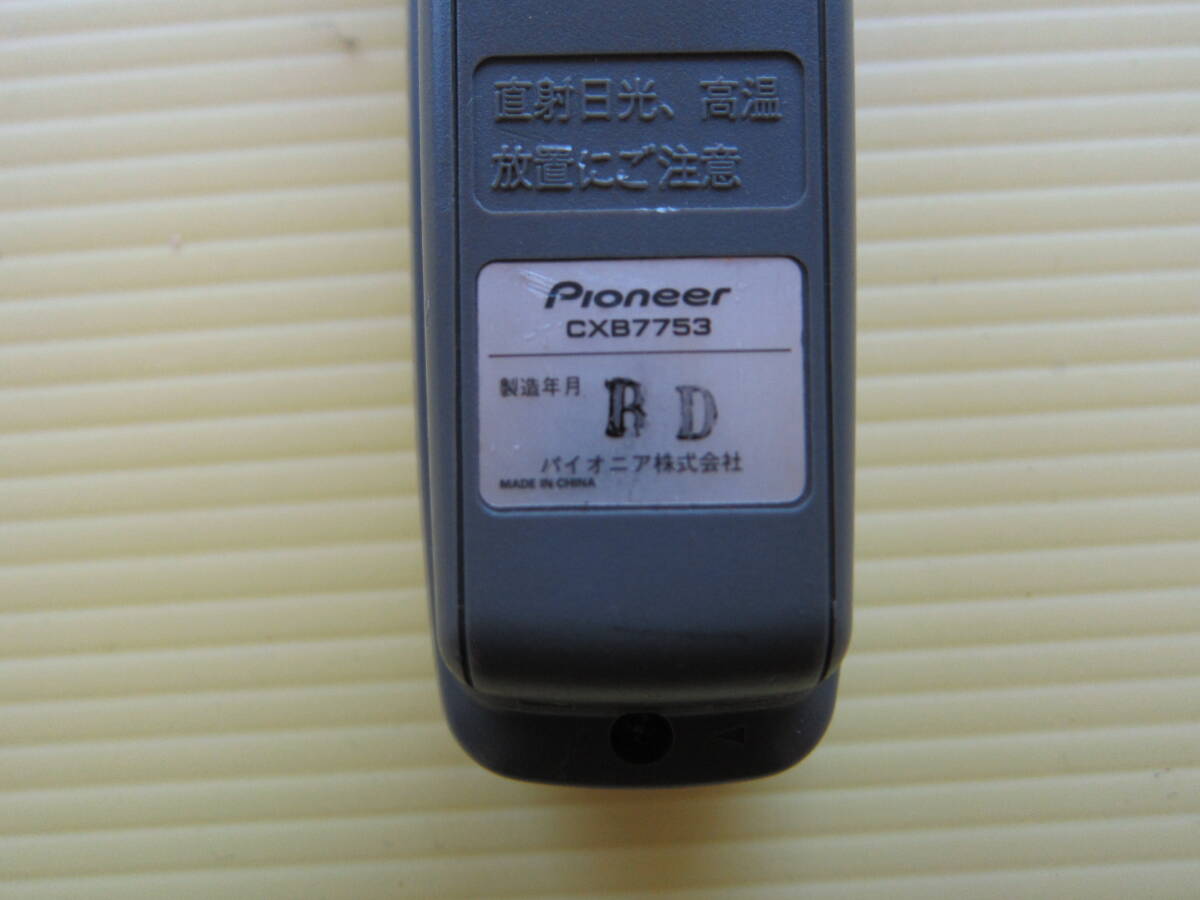 直射日光、高温
放置にご注意
Pioneer
CXB7753
製造年月 R D
パイオニア株式会社
MADE IN CHINA